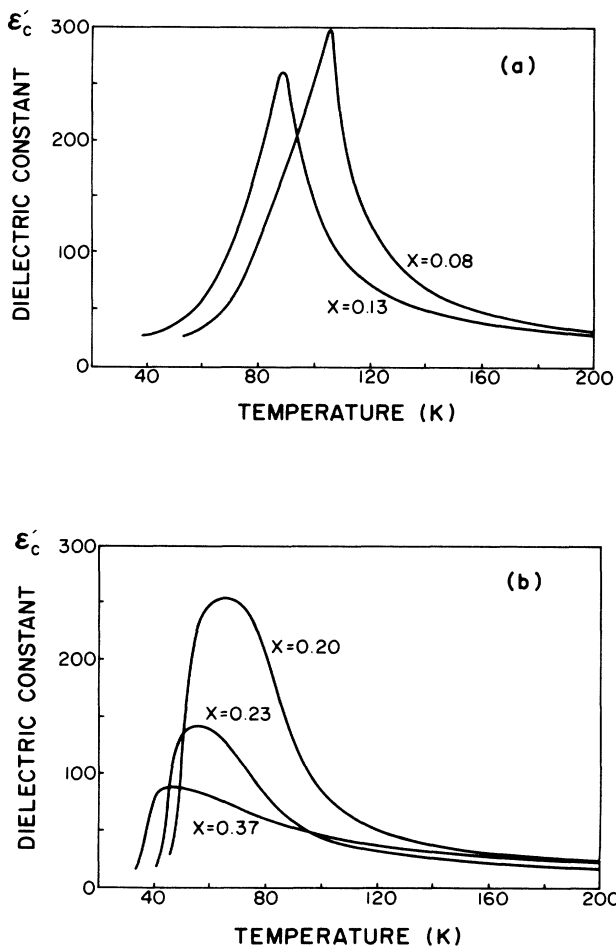 ε′c
300
200
100
0
DIELECTRIC CONSTANT
(a)
X=0.08
X=0.13
40 80 120 160 200
TEMPERATURE (K)
ε′c
300
200
100
0
DIELECTRIC CONSTANT
(b)
X=0.20
X=0.23
X=0.37
40 80 120 160 200
TEMPERATURE (K)